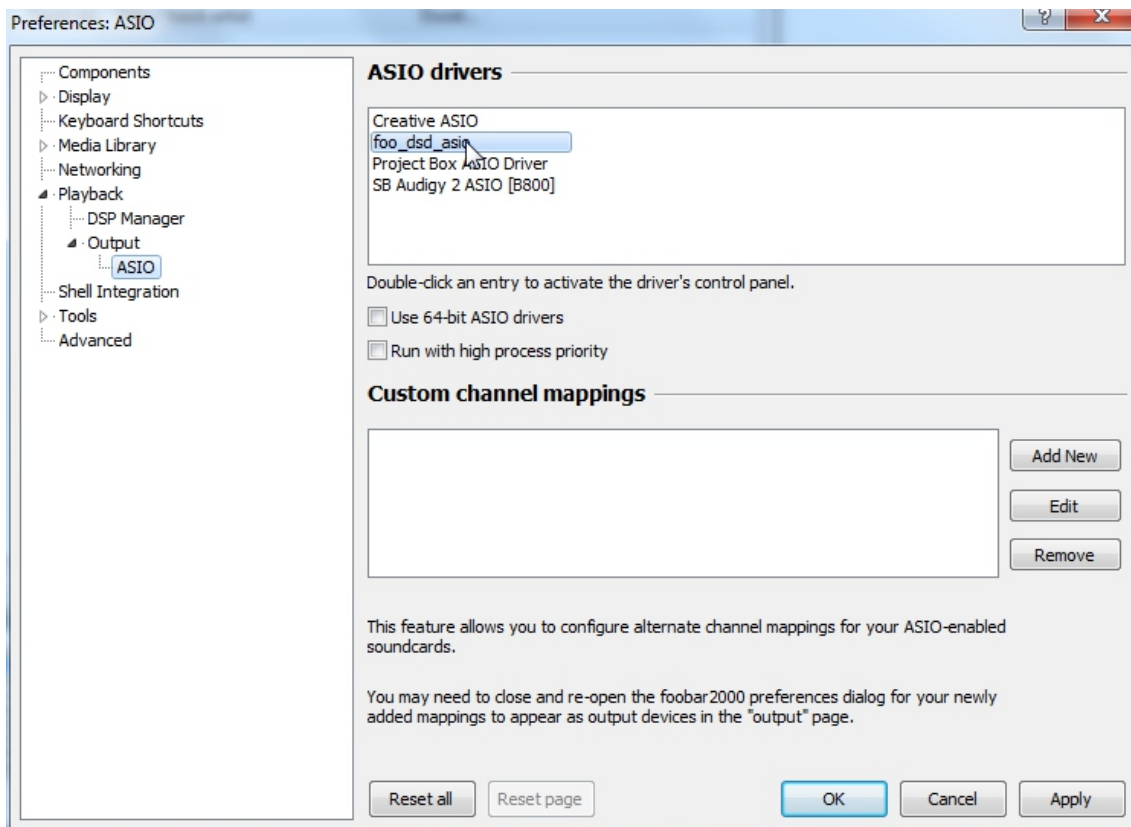 Preferences: ASIO
Components
Display
Keyboard Shortcuts
Media Library
Networking
Playback
DSP Manager
Output
ASIO
Shell Integration
Tools
Advanced
ASIO drivers
Creative ASIO
foo_dsd_asio
Project Box ASIO Driver
SB Audigy 2 ASIO [B800]
Double-click an entry to activate the driver's control panel.
Use 64-bit ASIO drivers
Run with high process priority
Custom channel mappings
Add New
Edit
Remove
This feature allows you to configure alternate channel mappings for your ASIO-enabled
soundcards.
You may need to close and re-open the foobar2000 preferences dialog for your newly
added mappings to appear as output devices in the "output" page.
Reset all
Reset page
OK
Cancel
Apply